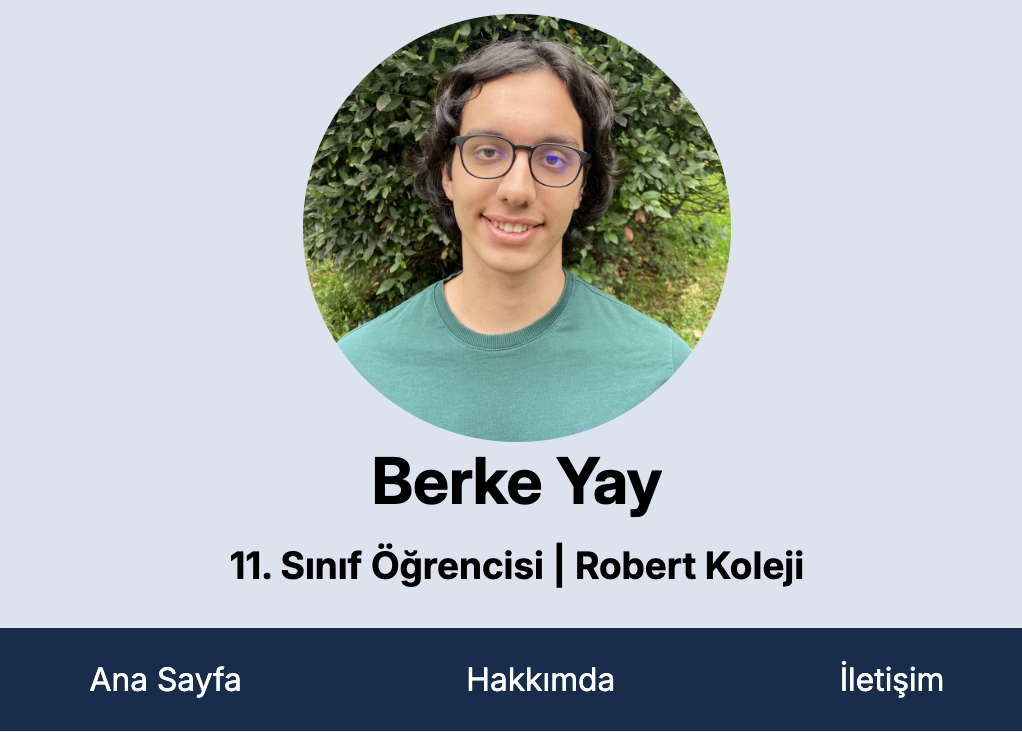 Berke Yay
11. Sınıf Öğrencisi | Robert Koleji
Ana Sayfa
Hakkımda
İletişim